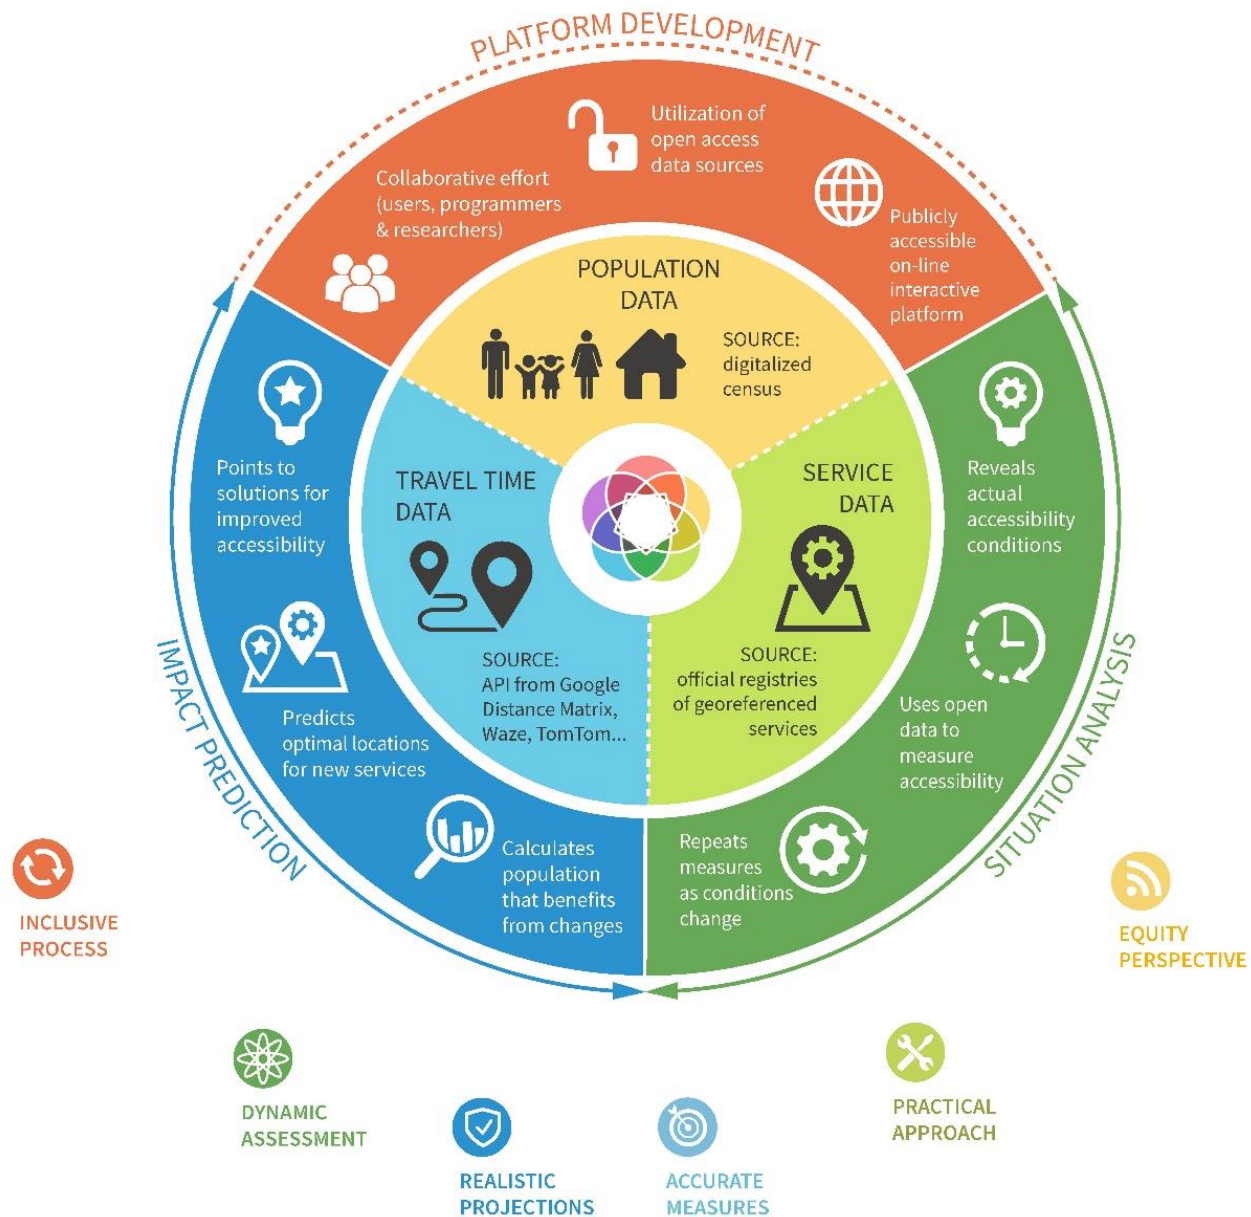 PLATFORM DEVELOPMENT
Utilization of
open access
data sources
Collaborative effort
(users, programmers
& researchers)
Publicly
accessible
on-line
interactive
platform
POPULATION
DATA
SOURCE:
digitalized
census
TRAVEL TIME
DATA
SOURCE:
API from Google
Distance Matrix,
Waze, TomTom...
SERVICE
DATA
SOURCE:
official registries
of georeferenced
services
Points to
solutions for
improved
accessibility
Predicts
optimal locations
for new services
Calculates
population
that benefits
from changes
IMPACT PREDICTION
Reveals
actual
accessibility
conditions
Uses open
data to
measure
accessibility
Repeats
measures
as conditions
change
SITUATION ANALYSIS
INCLUSIVE
PROCESS
DYNAMIC
ASSESSMENT
REALISTIC
PROJECTIONS
ACCURATE
MEASURES
PRACTICAL
APPROACH
EQUITY
PERSPECTIVE